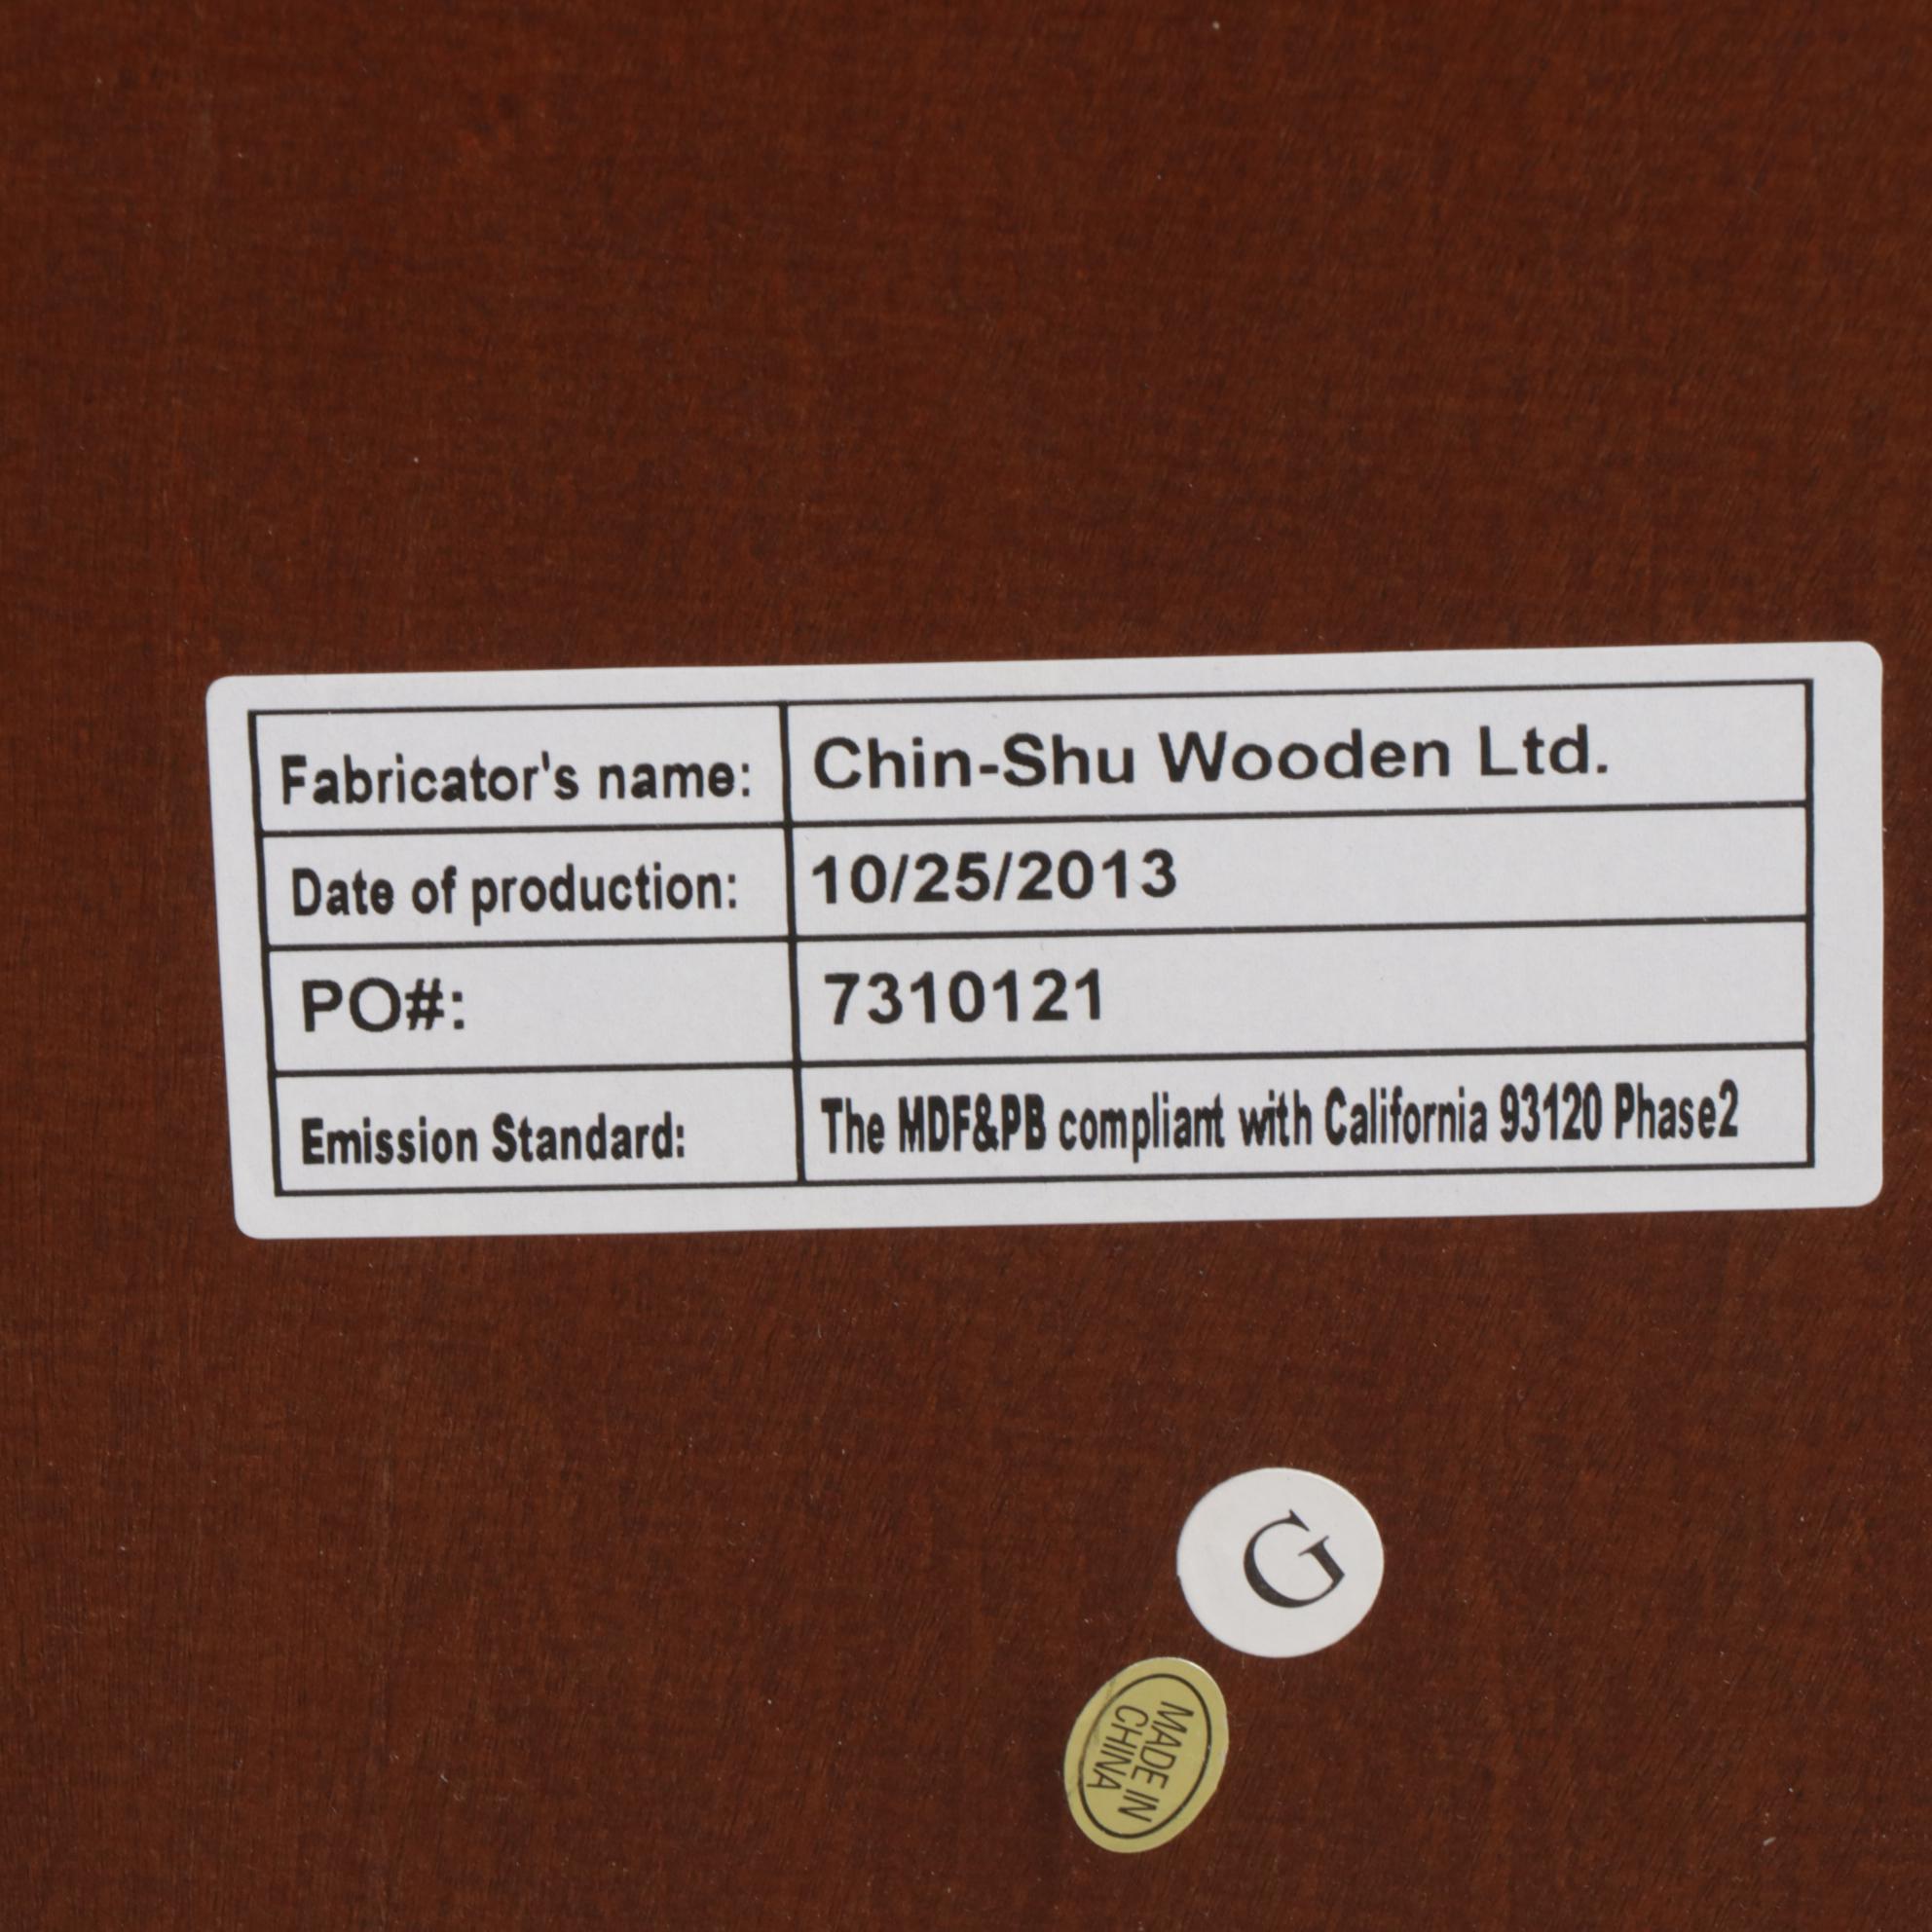 Fabricator's name: Chin-Shu Wooden Ltd.
Date of production: 10/25/2013
PO#: 7310121
Emission Standard: The MDF&PB compliant with California 93120 Phase2
G
MADE IN
CHINA